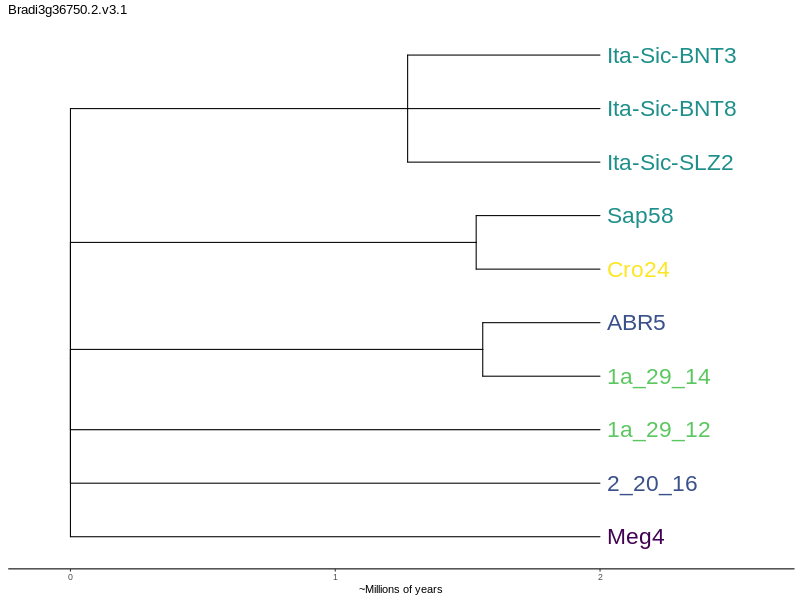 Bradi3g36750.2.v3.1
Ita-Sic-BNT3
Ita-Sic-BNT8
Ita-Sic-SLZ2
Sap58
Cro24
ABR5
1a_29_14
1a_29_12
2_20_16
Meg4
0 1 2
~Millions of years